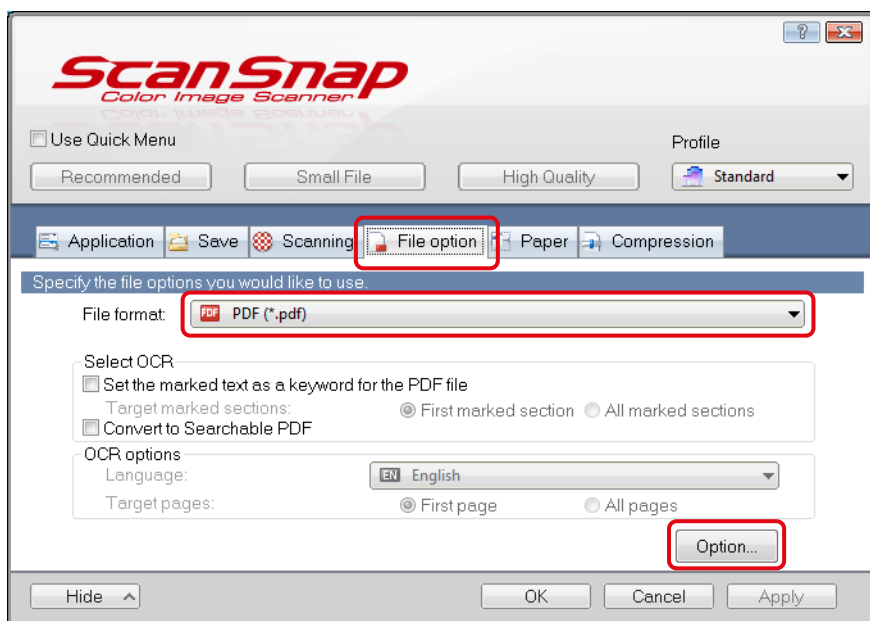 ScanSnap
Color Image Scanner
Use Quick Menu
Profile
Recommended Small File High Quality Standard
Application Save Scanning File option Paper Compression
Specify the file options you would like to use.
File format: PDF PDF (*.pdf)
Select OCR
Set the marked text as a keyword for the PDF file
Target marked sections: First marked section All marked sections
Convert to Searchable PDF
OCR options
Language: EN English
Target pages: First page All pages
Option...
Hide OK Cancel Apply